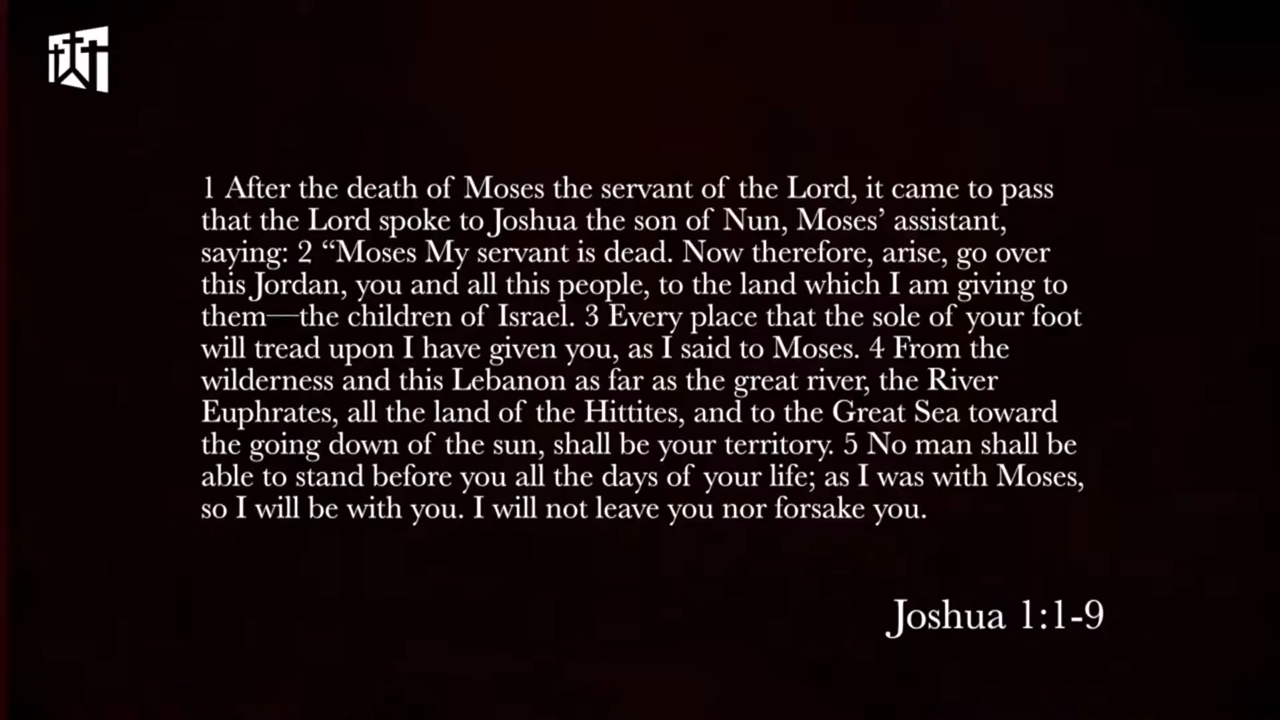 1 After the death of Moses the servant of the Lord, it came to pass
that the Lord spoke to Joshua the son of Nun, Moses’ assistant,
saying: 2 “Moses My servant is dead. Now therefore, arise, go over
this Jordan, you and all this people, to the land which I am giving to
them—the children of Israel. 3 Every place that the sole of your foot
will tread upon I have given you, as I said to Moses. 4 From the
wilderness and this Lebanon as far as the great river, the River
Euphrates, all the land of the Hittites, and to the Great Sea toward
the going down of the sun, shall be your territory. 5 No man shall be
able to stand before you all the days of your life; as I was with Moses,
so I will be with you. I will not leave you nor forsake you.
Joshua 1:1-9